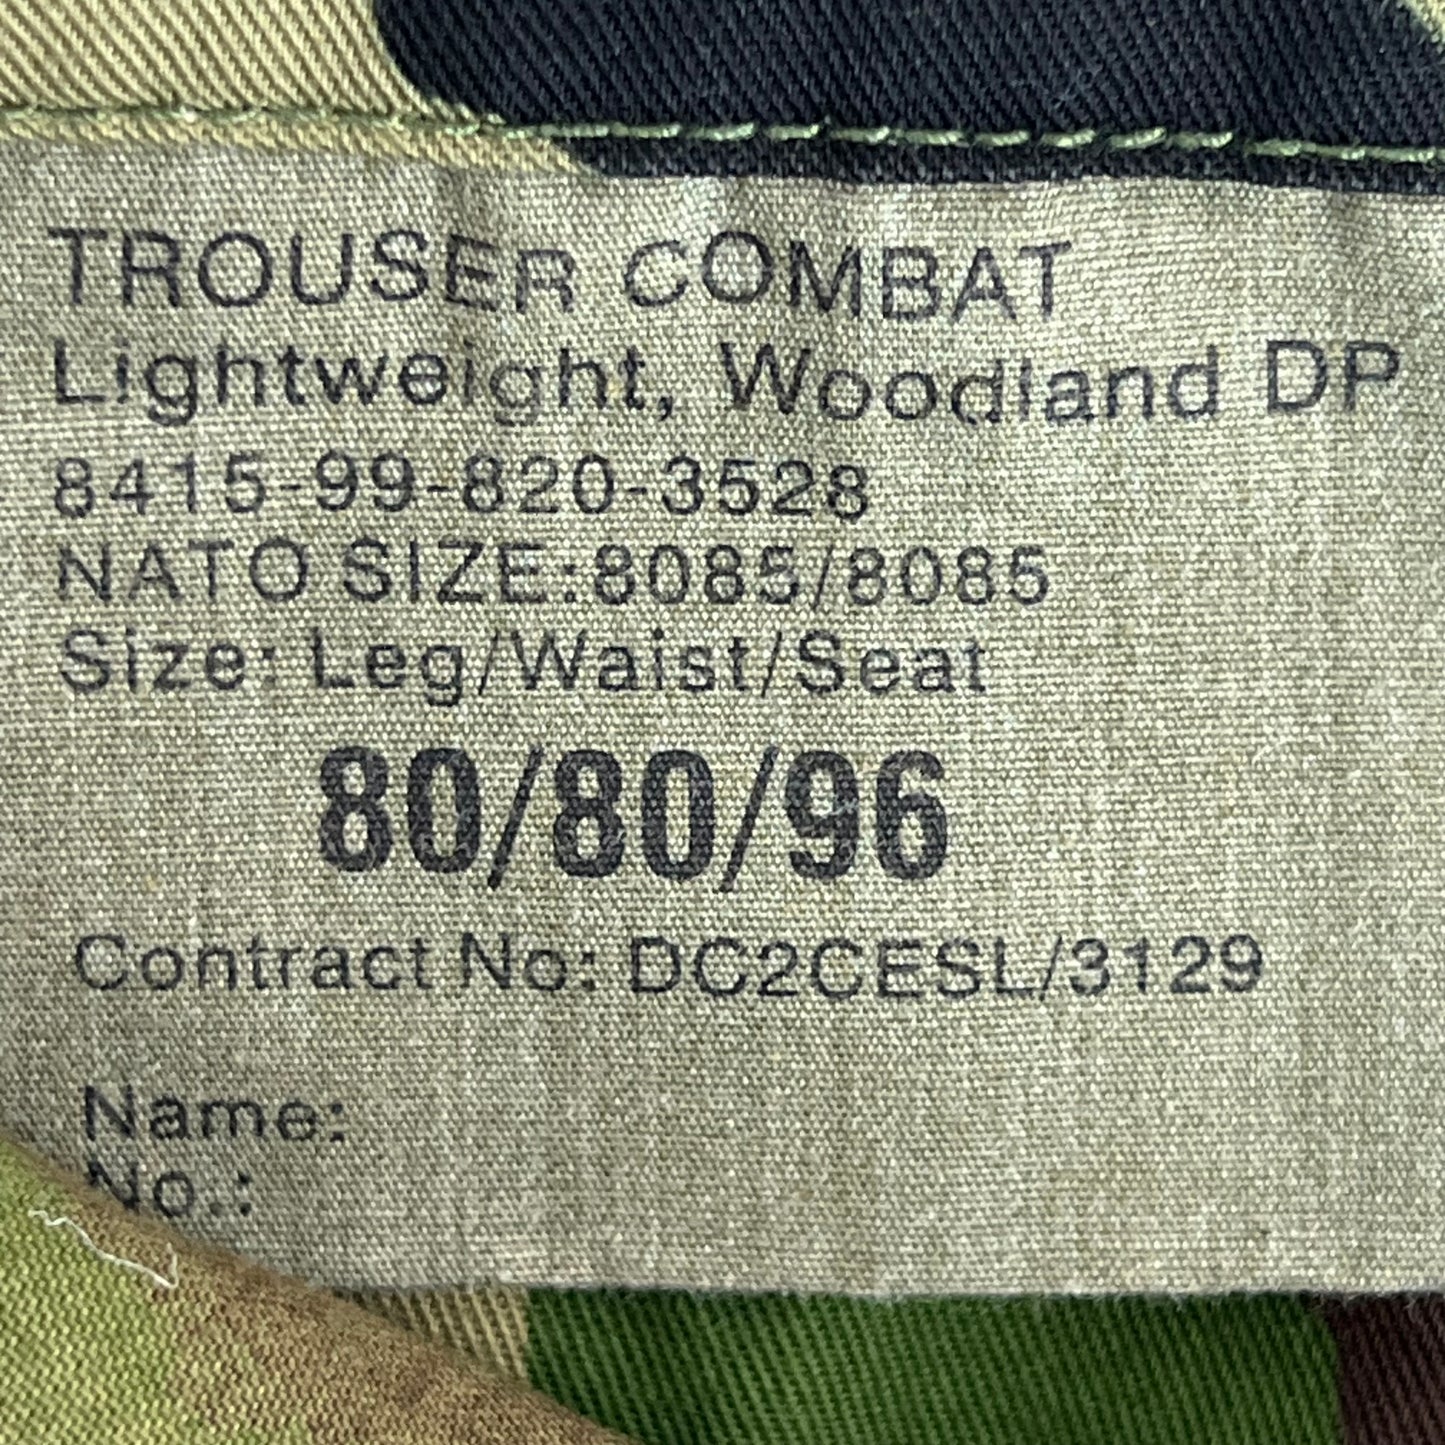 TROUSER COMBAT
Lightweight, Woodland DP
8415-99-820-3528
NATO SIZE:8085/8085
Size: Leg/Waist/Seat
80/80/96
Contract No: DC2CESL/3129
Name:
No.: